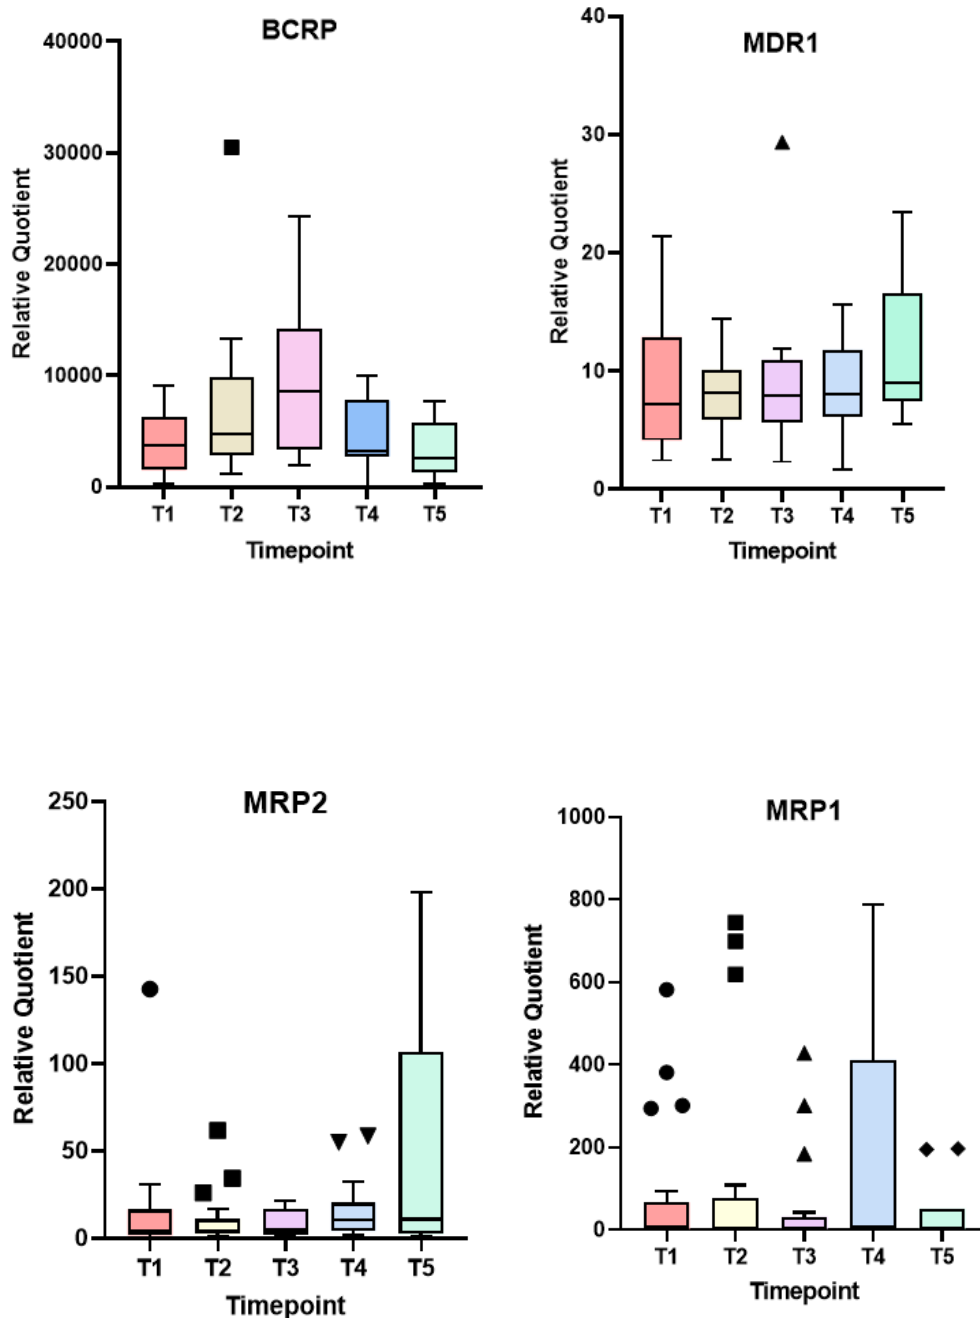 BCRP
Relative Quotient
40000
30000
20000
10000
0
T1 T2 T3 T4 T5
Timepoint
MDR1
Relative Quotient
40
30
20
10
0
T1 T2 T3 T4 T5
Timepoint
MRP2
Relative Quotient
250
200
150
100
50
0
T1 T2 T3 T4 T5
Timepoint
MRP1
Relative Quotient
1000
800
600
400
200
0
T1 T2 T3 T4 T5
Timepoint